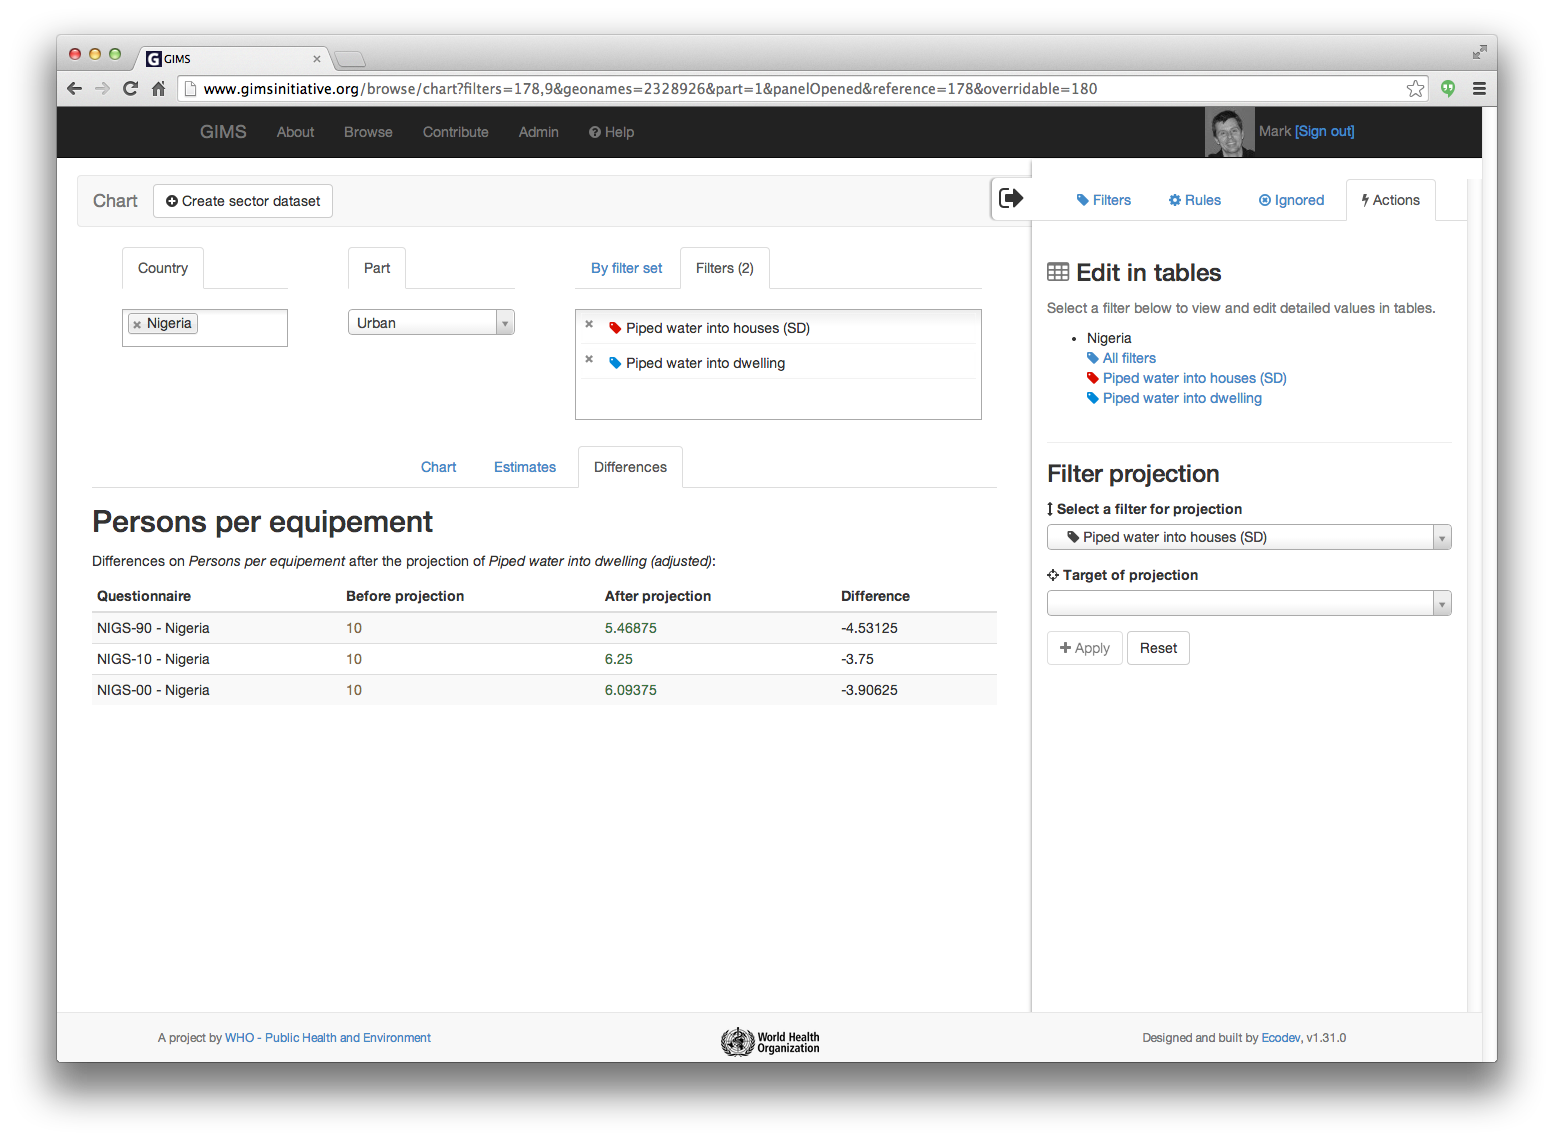 GIMS
www.gimsinitiative.org/browse/chart?filters=178,9&geonames=2328926&part=1&panelOpened&reference=178&overridable=180
GIMS About Browse Contribute Admin Help Mark [Sign out]
Chart Create sector dataset
Filters Rules Ignored Actions
Country Part By filter set Filters (2)
Nigeria Urban
Piped water into houses (SD)
Piped water into dwelling
Chart Estimates Differences
Persons per equipement
Differences on Persons per equipement after the projection of Piped water into dwelling (adjusted):
Questionnaire Before projection After projection Difference
NIGS-90 - Nigeria 10 5.46875 -4.53125
NIGS-10 - Nigeria 10 6.25 -3.75
NIGS-00 - Nigeria 10 6.09375 -3.90625
Edit in tables
Select a filter below to view and edit detailed values in tables.
Nigeria
All filters
Piped water into houses (SD)
Piped water into dwelling
Filter projection
Select a filter for projection
Piped water into houses (SD)
Target of projection
Apply Reset
A project by WHO - Public Health and Environment
World Health
Organization
Designed and built by Ecodev, v1.31.0